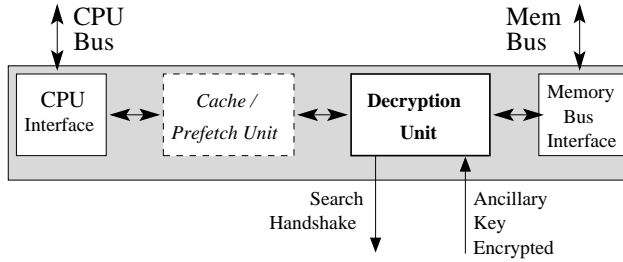 CPU
Bus
Mem
Bus
CPU
Interface
Cache /
Prefetch Unit
Decryption
Unit
Memory
Bus
Interface
Search
Handshake
Ancillary
Key
Encrypted